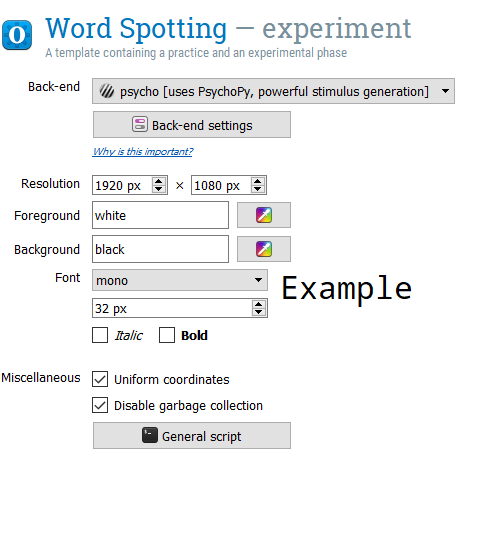 Word Spotting — experiment
A template containing a practice and an experimental phase
Back-end
psycho [uses PsychoPy, powerful stimulus generation]
Back-end settings
Why is this important?
Resolution 1920 px × 1080 px
Foreground white
Background black
Font mono
Example
32 px
Italic Bold
Miscellaneous Uniform coordinates
Disable garbage collection
General script